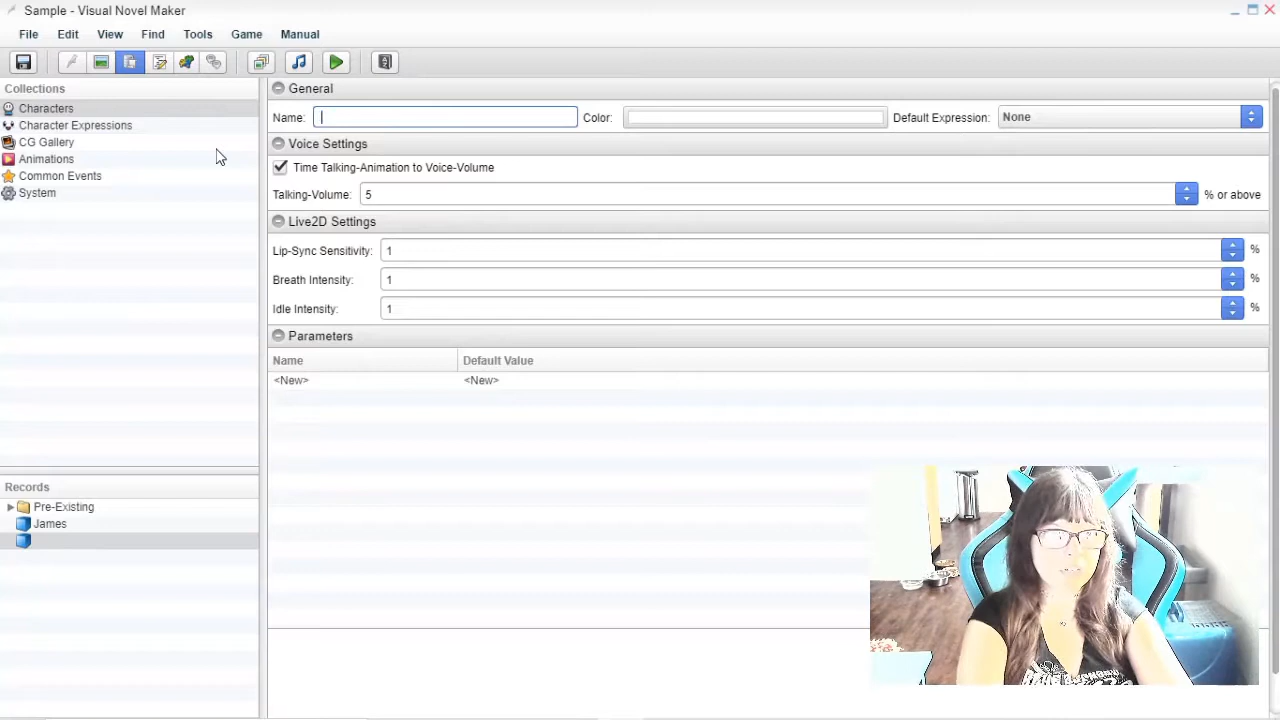 Sample - Visual Novel Maker
File Edit View Find Tools Game Manual
Collections
Characters
Character Expressions
CG Gallery
Animations
Common Events
System
General
Name: Color: Default Expression: None
Voice Settings
Time Talking-Animation to Voice-Volume
Talking-Volume: 5 % or above
Live2D Settings
Lip-Sync Sensitivity: 1 %
Breath Intensity: 1 %
Idle Intensity: 1 %
Parameters
Name Default Value
<New> <New>
Records
Pre-Existing
James